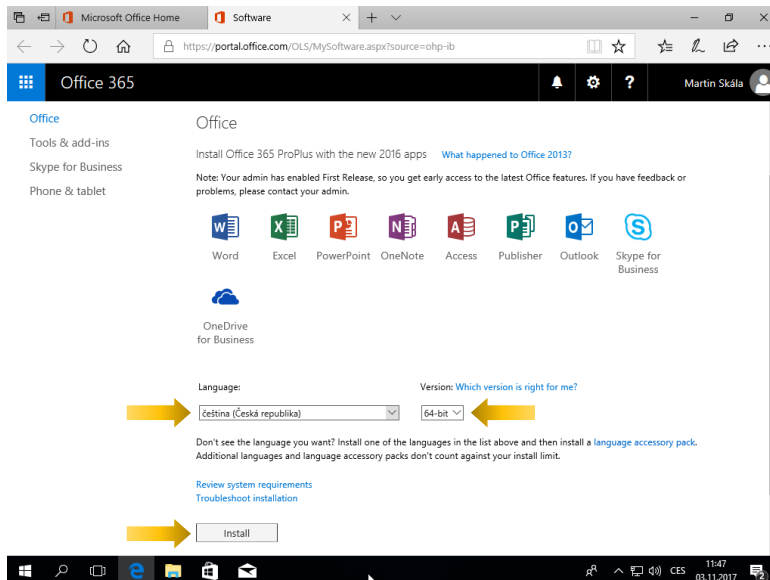 Microsoft Office Home
Software
https://portal.office.com/OLS/MySoftware.aspx?source=ohp-ib
Office 365
?
Martin Skála
Office
Tools & add-ins
Skype for Business
Phone & tablet
Office
Install Office 365 ProPlus with the new 2016 apps What happened to Office 2013?
Note: Your admin has enabled First Release, so you get early access to the latest Office features. If you have feedback or
problems, please contact your admin.
Word Excel PowerPoint OneNote Access Publisher Outlook Skype for
Business
OneDrive
for Business
Language: Version: Which version is right for me?
čeština (Česká republika) 64-bit
Don't see the language you want? Install one of the languages in the list above and then install a language accessory pack.
Additional languages and language accessory packs don't count against your install limit.
Review system requirements
Troubleshoot installation
Install
CES
11:47
03.11.2017
2